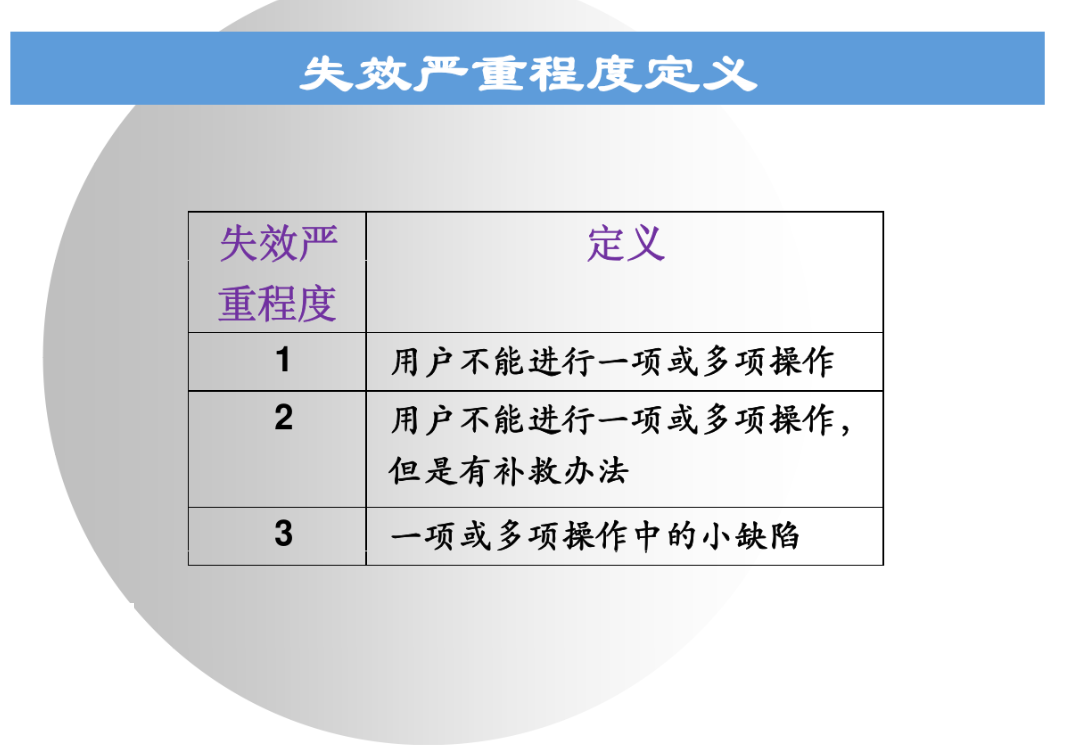 失效严重程度定义
失效严 定义
重程度
1 用户不能进行一项或多项操作
2 用户不能进行一项或多项操作，
但是有补救办法
3 一项或多项操作中的小缺陷